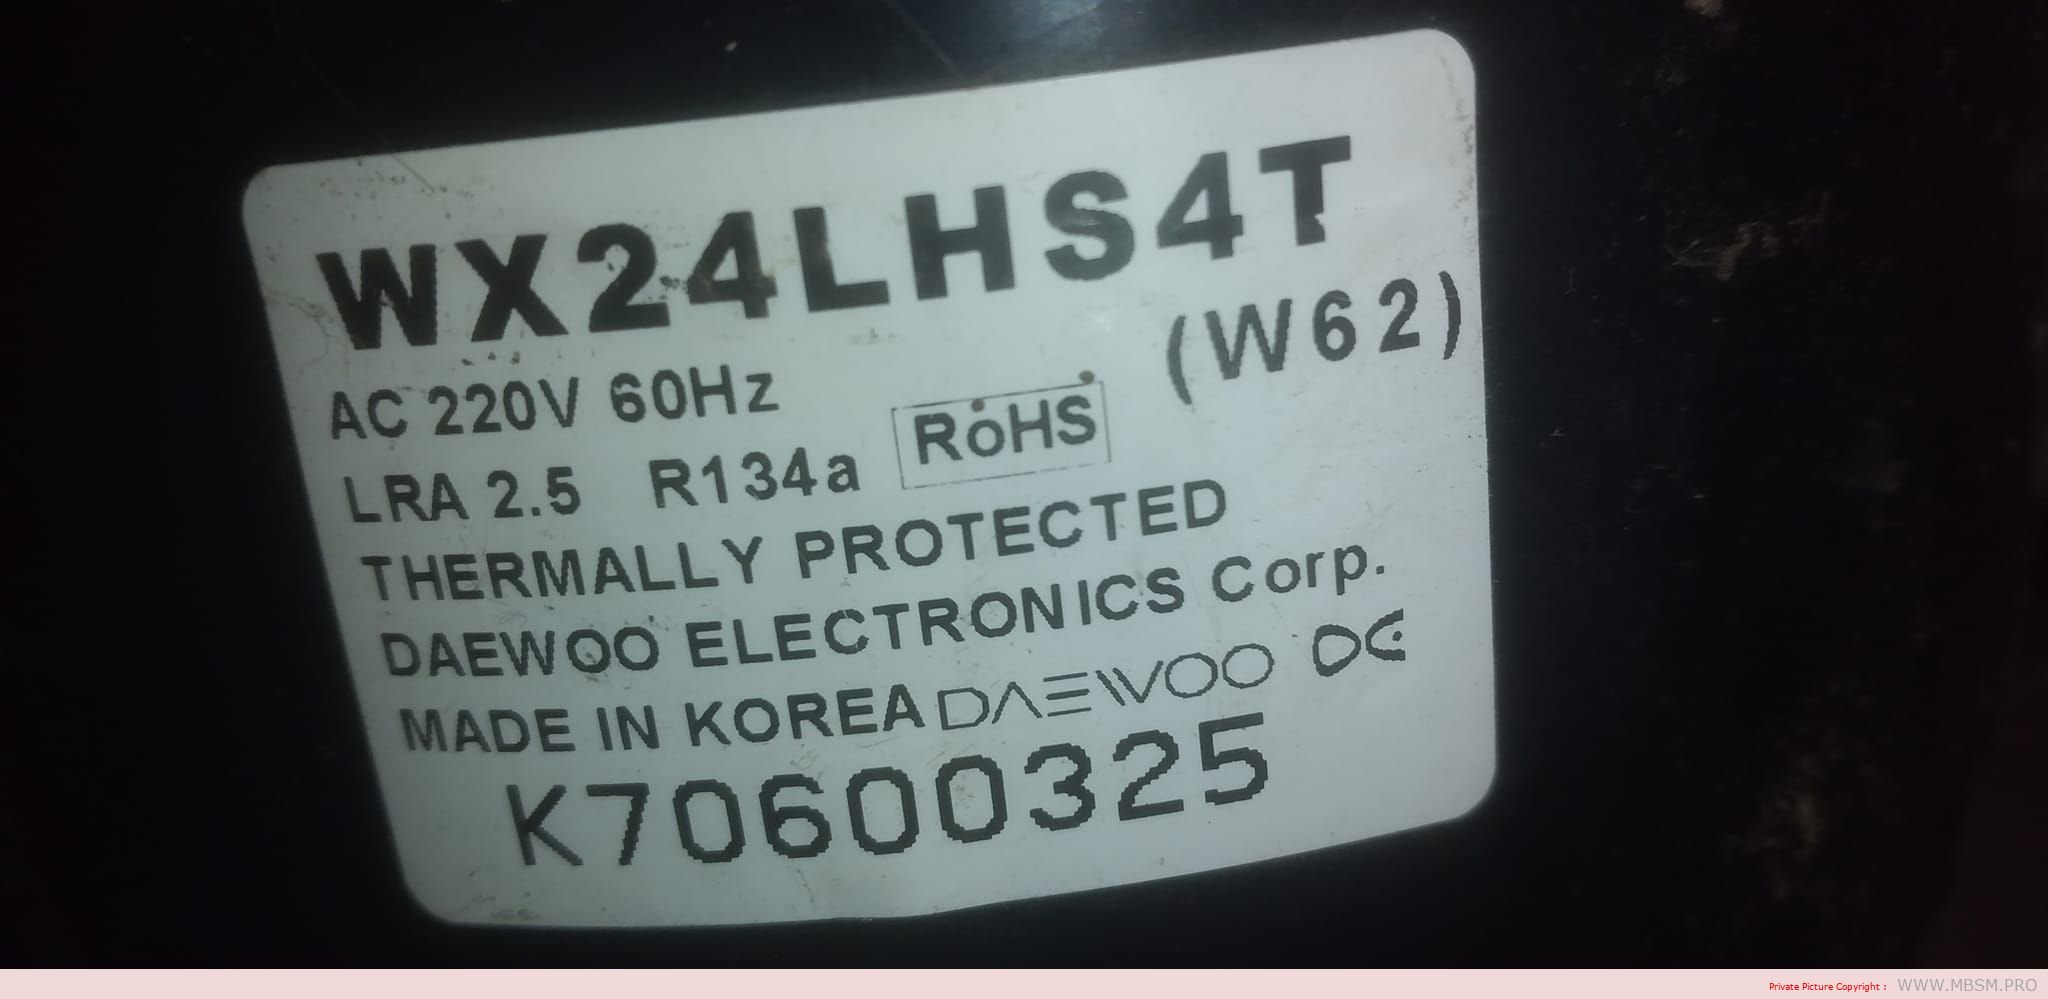 WX24LHS4T
(W62)
AC 220V 60Hz
LRA 2.5 R134a RoHS
THERMALLY PROTECTED
DAEWOO ELECTRONICS Corp.
MADE IN KOREA DAEWOO DE
K70600325
Private Picture Copyright : WWW.MBSM.PRO